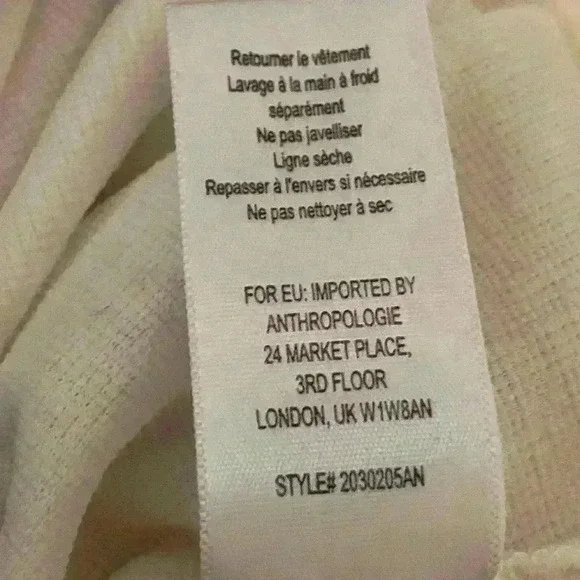 Retourner le vêtement
Lavage à la main à froid
séparément
Ne pas javelliser
Ligne sèche
Repasser à l'envers si nécessaire
Ne pas nettoyer à sec
FOR EU: IMPORTED BY
ANTHROPOLOGIE
24 MARKET PLACE,
3RD FLOOR
LONDON, UK W1W8AN
STYLE# 2030205AN